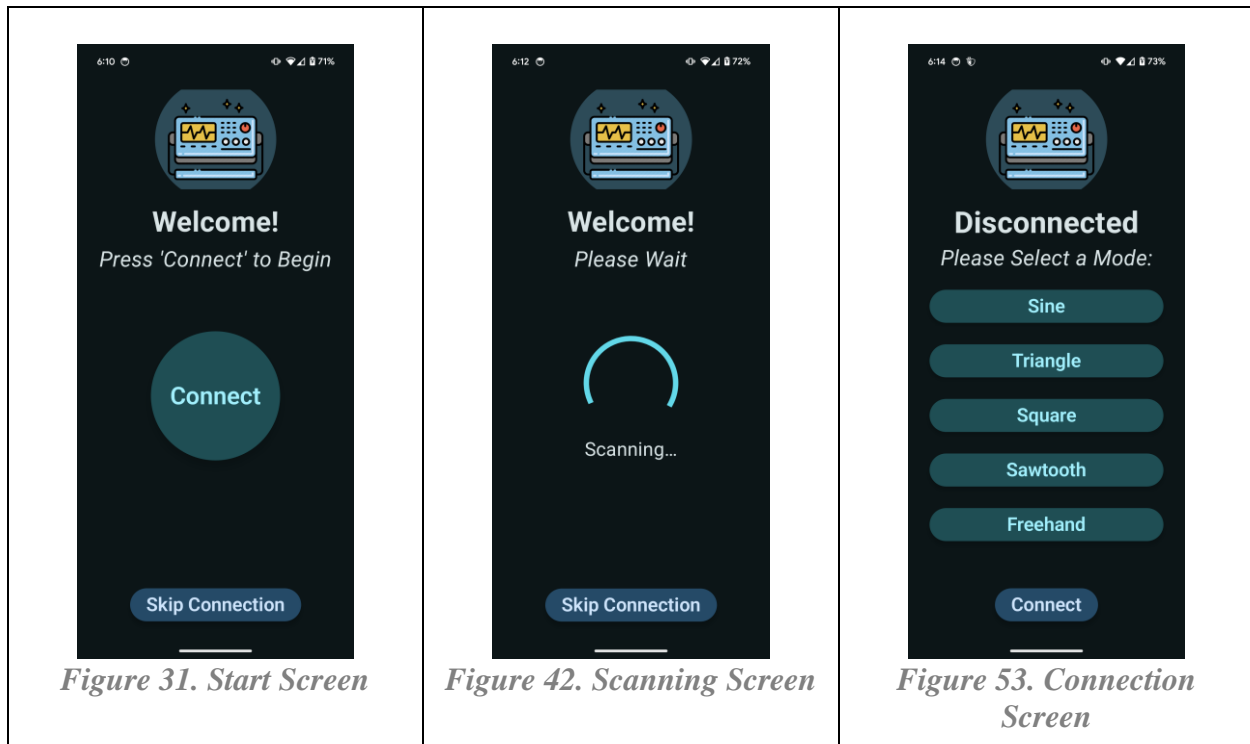 6:10
71%
Welcome!
Press 'Connect' to Begin
Connect
Skip Connection
Figure 31. Start Screen
6:12
72%
Welcome!
Please Wait
Scanning...
Skip Connection
Figure 42. Scanning Screen
6:14
73%
Disconnected
Please Select a Mode:
Sine
Triangle
Square
Sawtooth
Freehand
Connect
Figure 53. Connection
Screen